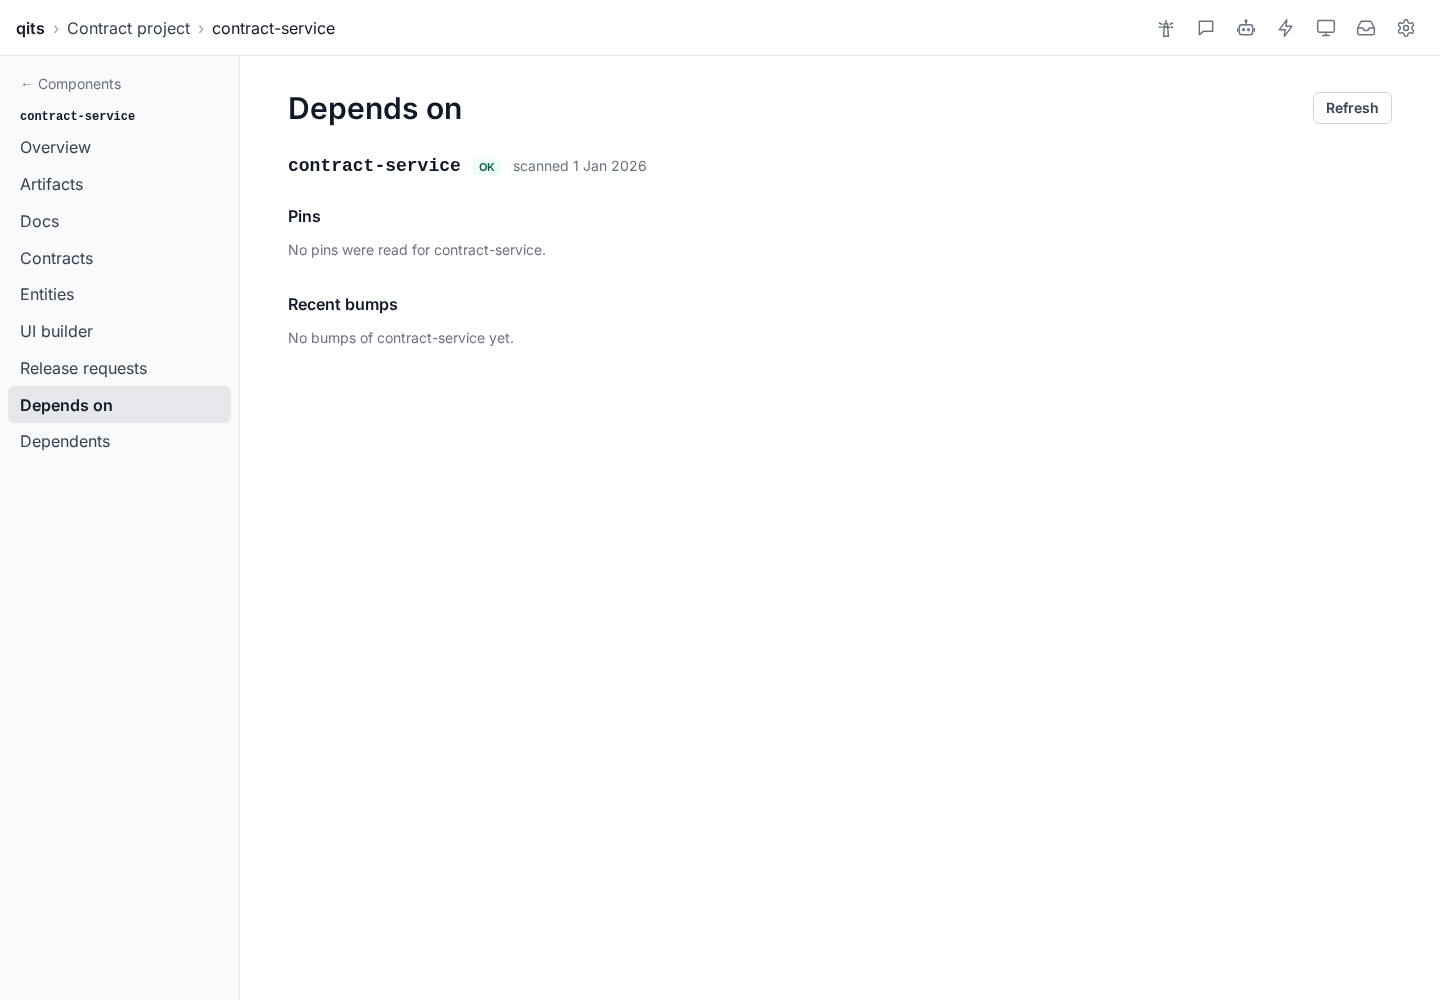 qits › Contract project › contract-service
← Components
contract-service
Overview
Artifacts
Docs
Contracts
Entities
UI builder
Release requests
Depends on
Dependents
Depends on
Refresh
contract-service OK scanned 1 Jan 2026
Pins
No pins were read for contract-service.
Recent bumps
No bumps of contract-service yet.